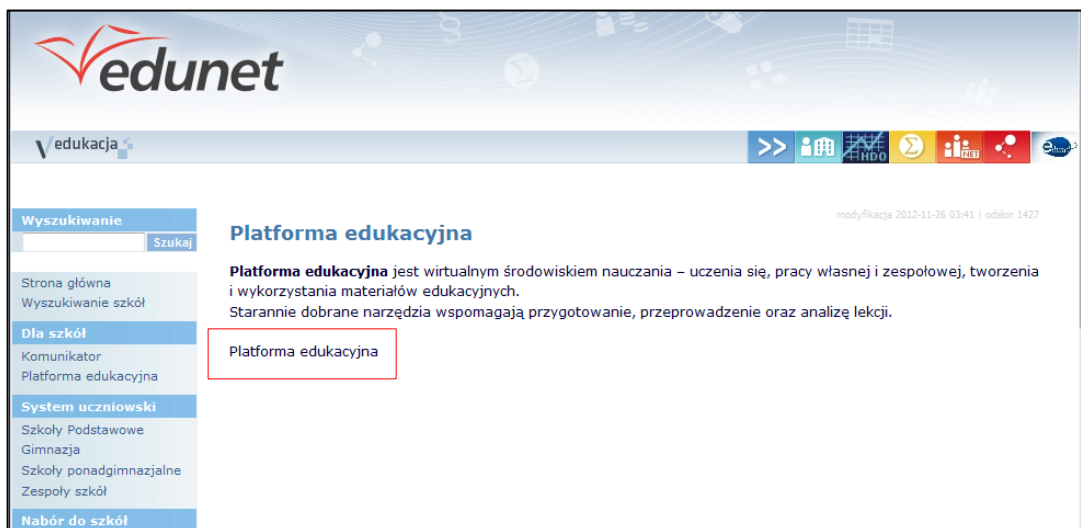 edunet
edukacja
>> HDO Σ NET
modyfikacja 2012-11-26 03:41 | odsłon 1427
Wyszukiwanie
Szukaj
Strona główna
Wyszukiwanie szkół
Dla szkół
Komunikator
Platforma edukacyjna
System uczniowski
Szkoły Podstawowe
Gimnazja
Szkoły ponadgimnazjalne
Zespoły szkół
Nabór do szkół
Platforma edukacyjna
Platforma edukacyjna jest wirtualnym środowiskiem nauczania – uczenia się, pracy własnej i zespołowej, tworzenia
i wykorzystania materiałów edukacyjnych.
Starannie dobrane narzędzia wspomagają przygotowanie, przeprowadzenie oraz analizę lekcji.
Platforma edukacyjna